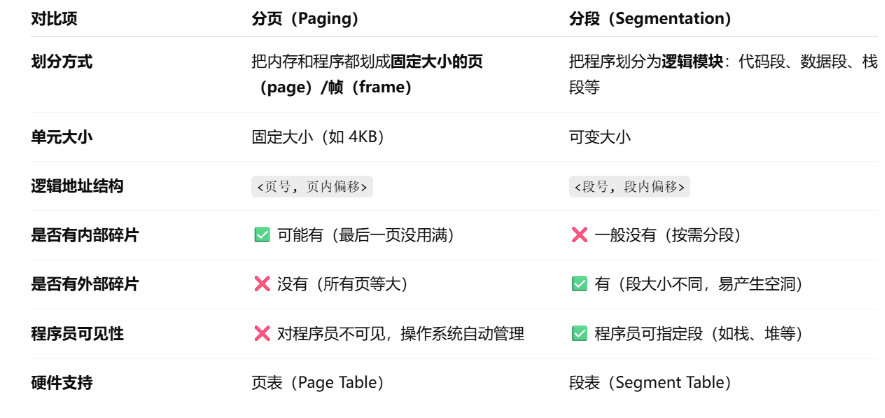 对比项 分页（Paging） 分段（Segmentation）
划分方式 把内存和程序都划成固定大小的页 把程序划分为逻辑模块：代码段、数据段、栈
（page）/帧（frame） 段等
单元大小 固定大小（如 4KB） 可变大小
逻辑地址结构 <页号, 页内偏移> <段号, 段内偏移>
是否有内部碎片 ✅ 可能有（最后一页没用满） ❌ 一般没有（按需分段）
是否有外部碎片 ❌ 没有（所有页等大） ✅ 有（段大小不同，易产生空洞）
程序员可见性 ❌ 对程序员不可见，操作系统自动管理 ✅ 程序员可指定段（如栈、堆等）
硬件支持 页表（Page Table） 段表（Segment Table）